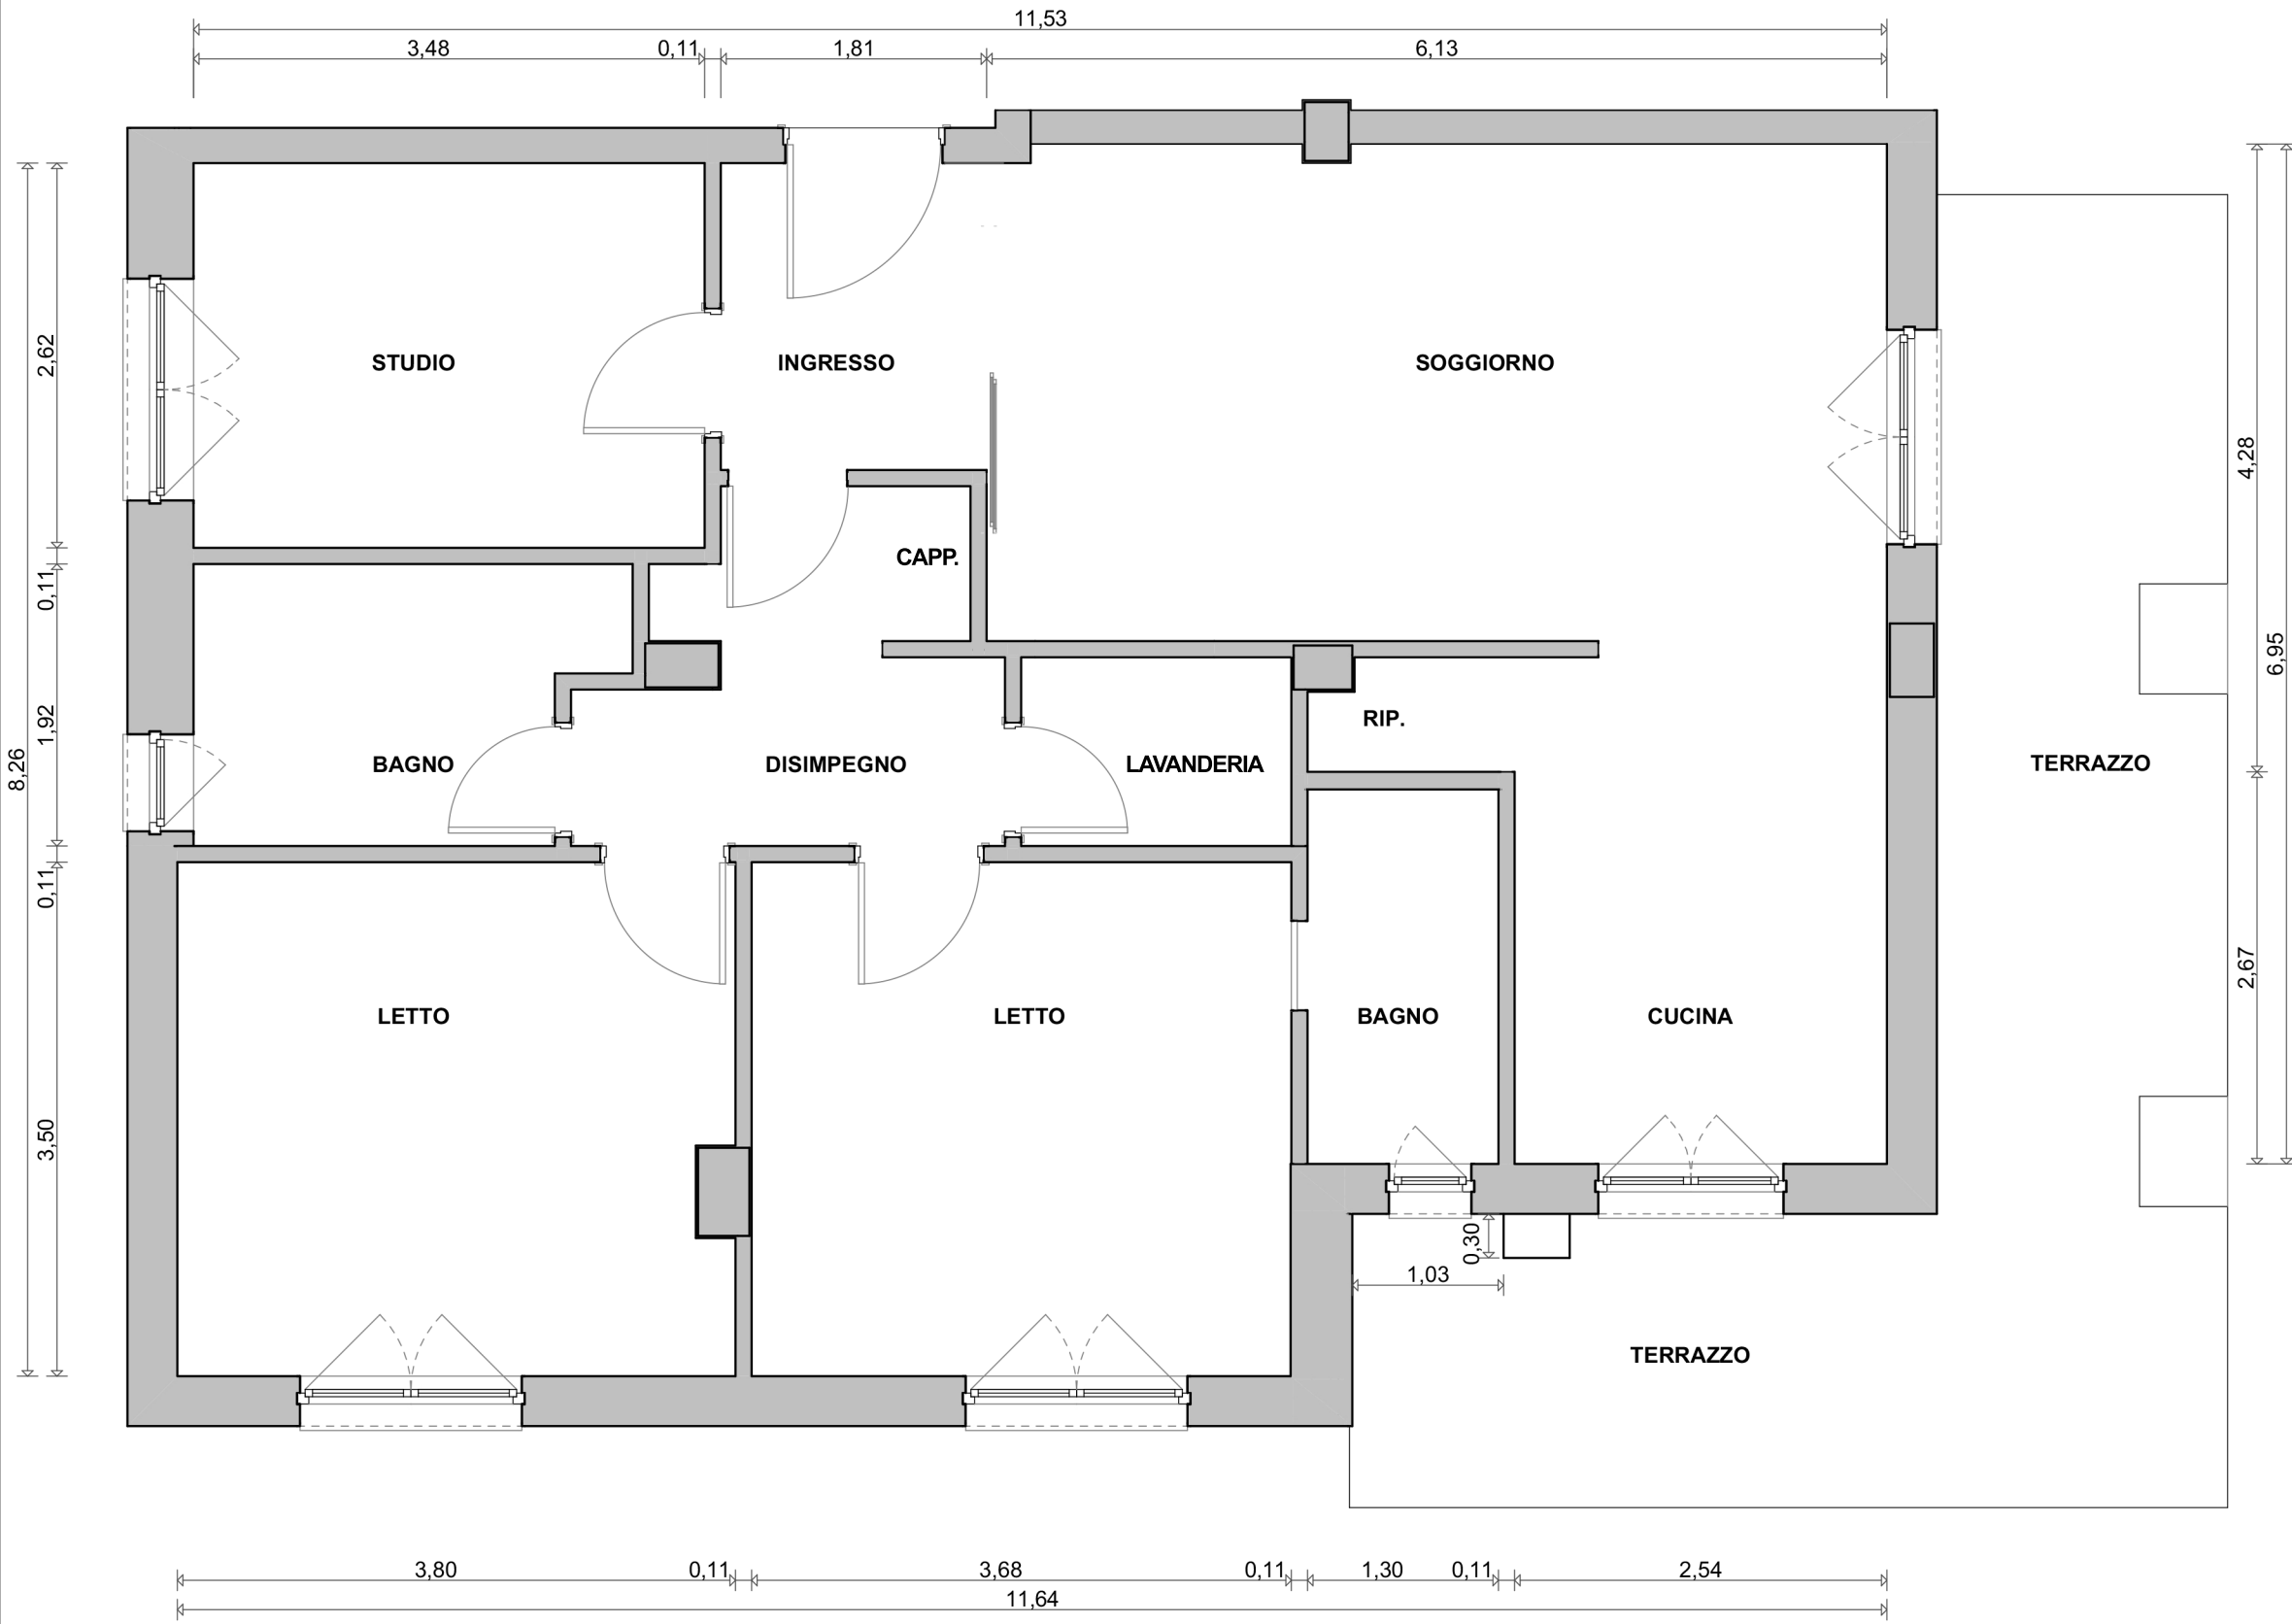 11,53
3,48 0,11 1,81 6,13
STUDIO INGRESSO SOGGIORNO
2,62
4,28
CAPP.
0,11
6,95
RIP.
1,92
8,26
BAGNO DISIMPEGNO LAVANDERIA TERRAZZO
0,11
2,67
LETTO LETTO BAGNO CUCINA
3,50
0,30
1,03
TERRAZZO
3,80 0,11 3,68 0,11 1,30 0,11 2,54
11,64